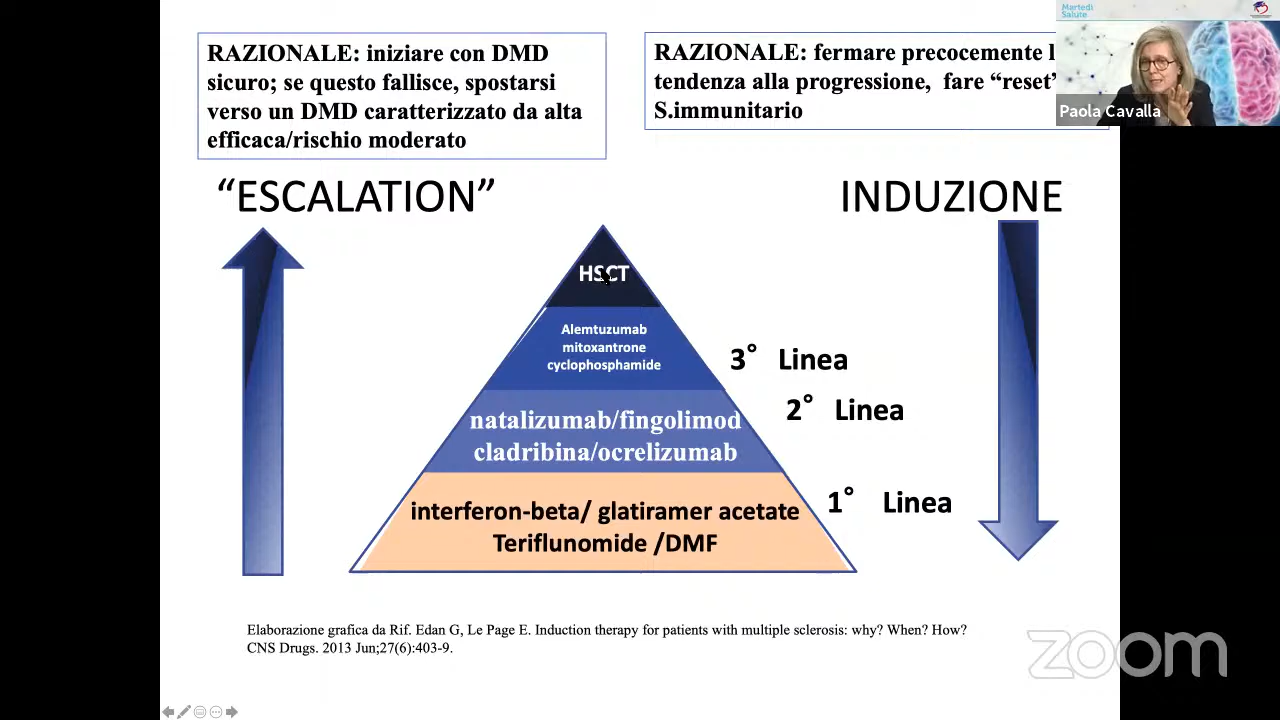 RAZIONALE: iniziare con DMD
sicuro; se questo fallisce, spostarsi
verso un DMD caratterizzato da alta
efficaca/rischio moderato
RAZIONALE: fermare precocemente l
tendenza alla progressione, fare “reset”
S.immunitario
Martedì
Salute
Paola Cavalla
“ESCALATION”
INDUZIONE
HSCT
Alemtuzumab
mitoxantrone
cyclophosphamide
3° Linea
natalizumab/fingolimod
cladribina/ocrelizumab
2° Linea
interferon-beta/ glatiramer acetate
Teriflunomide /DMF
1° Linea
Elaborazione grafica da Rif. Edan G, Le Page E. Induction therapy for patients with multiple sclerosis: why? When? How?
CNS Drugs. 2013 Jun;27(6):403-9.
zoom